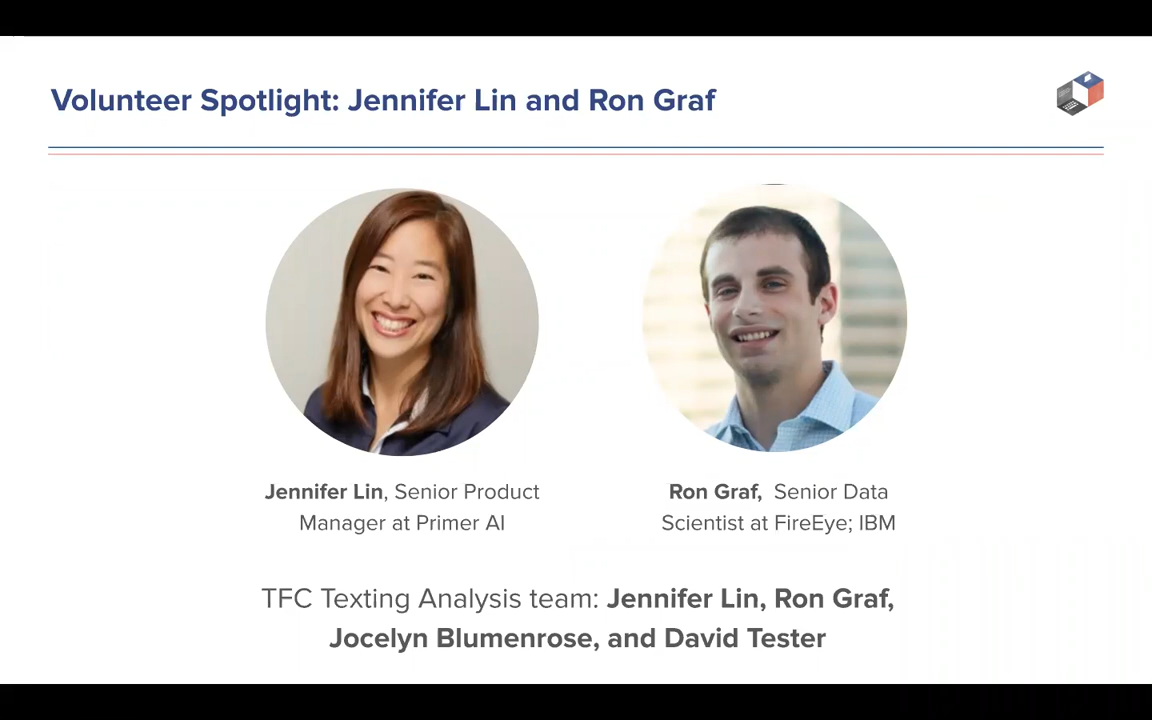 Volunteer Spotlight: Jennifer Lin and Ron Graf
Jennifer Lin, Senior Product
Manager at Primer AI
Ron Graf,  Senior Data
Scientist at FireEye; IBM
TFC Texting Analysis team: Jennifer Lin, Ron Graf,
Jocelyn Blumenrose, and David Tester